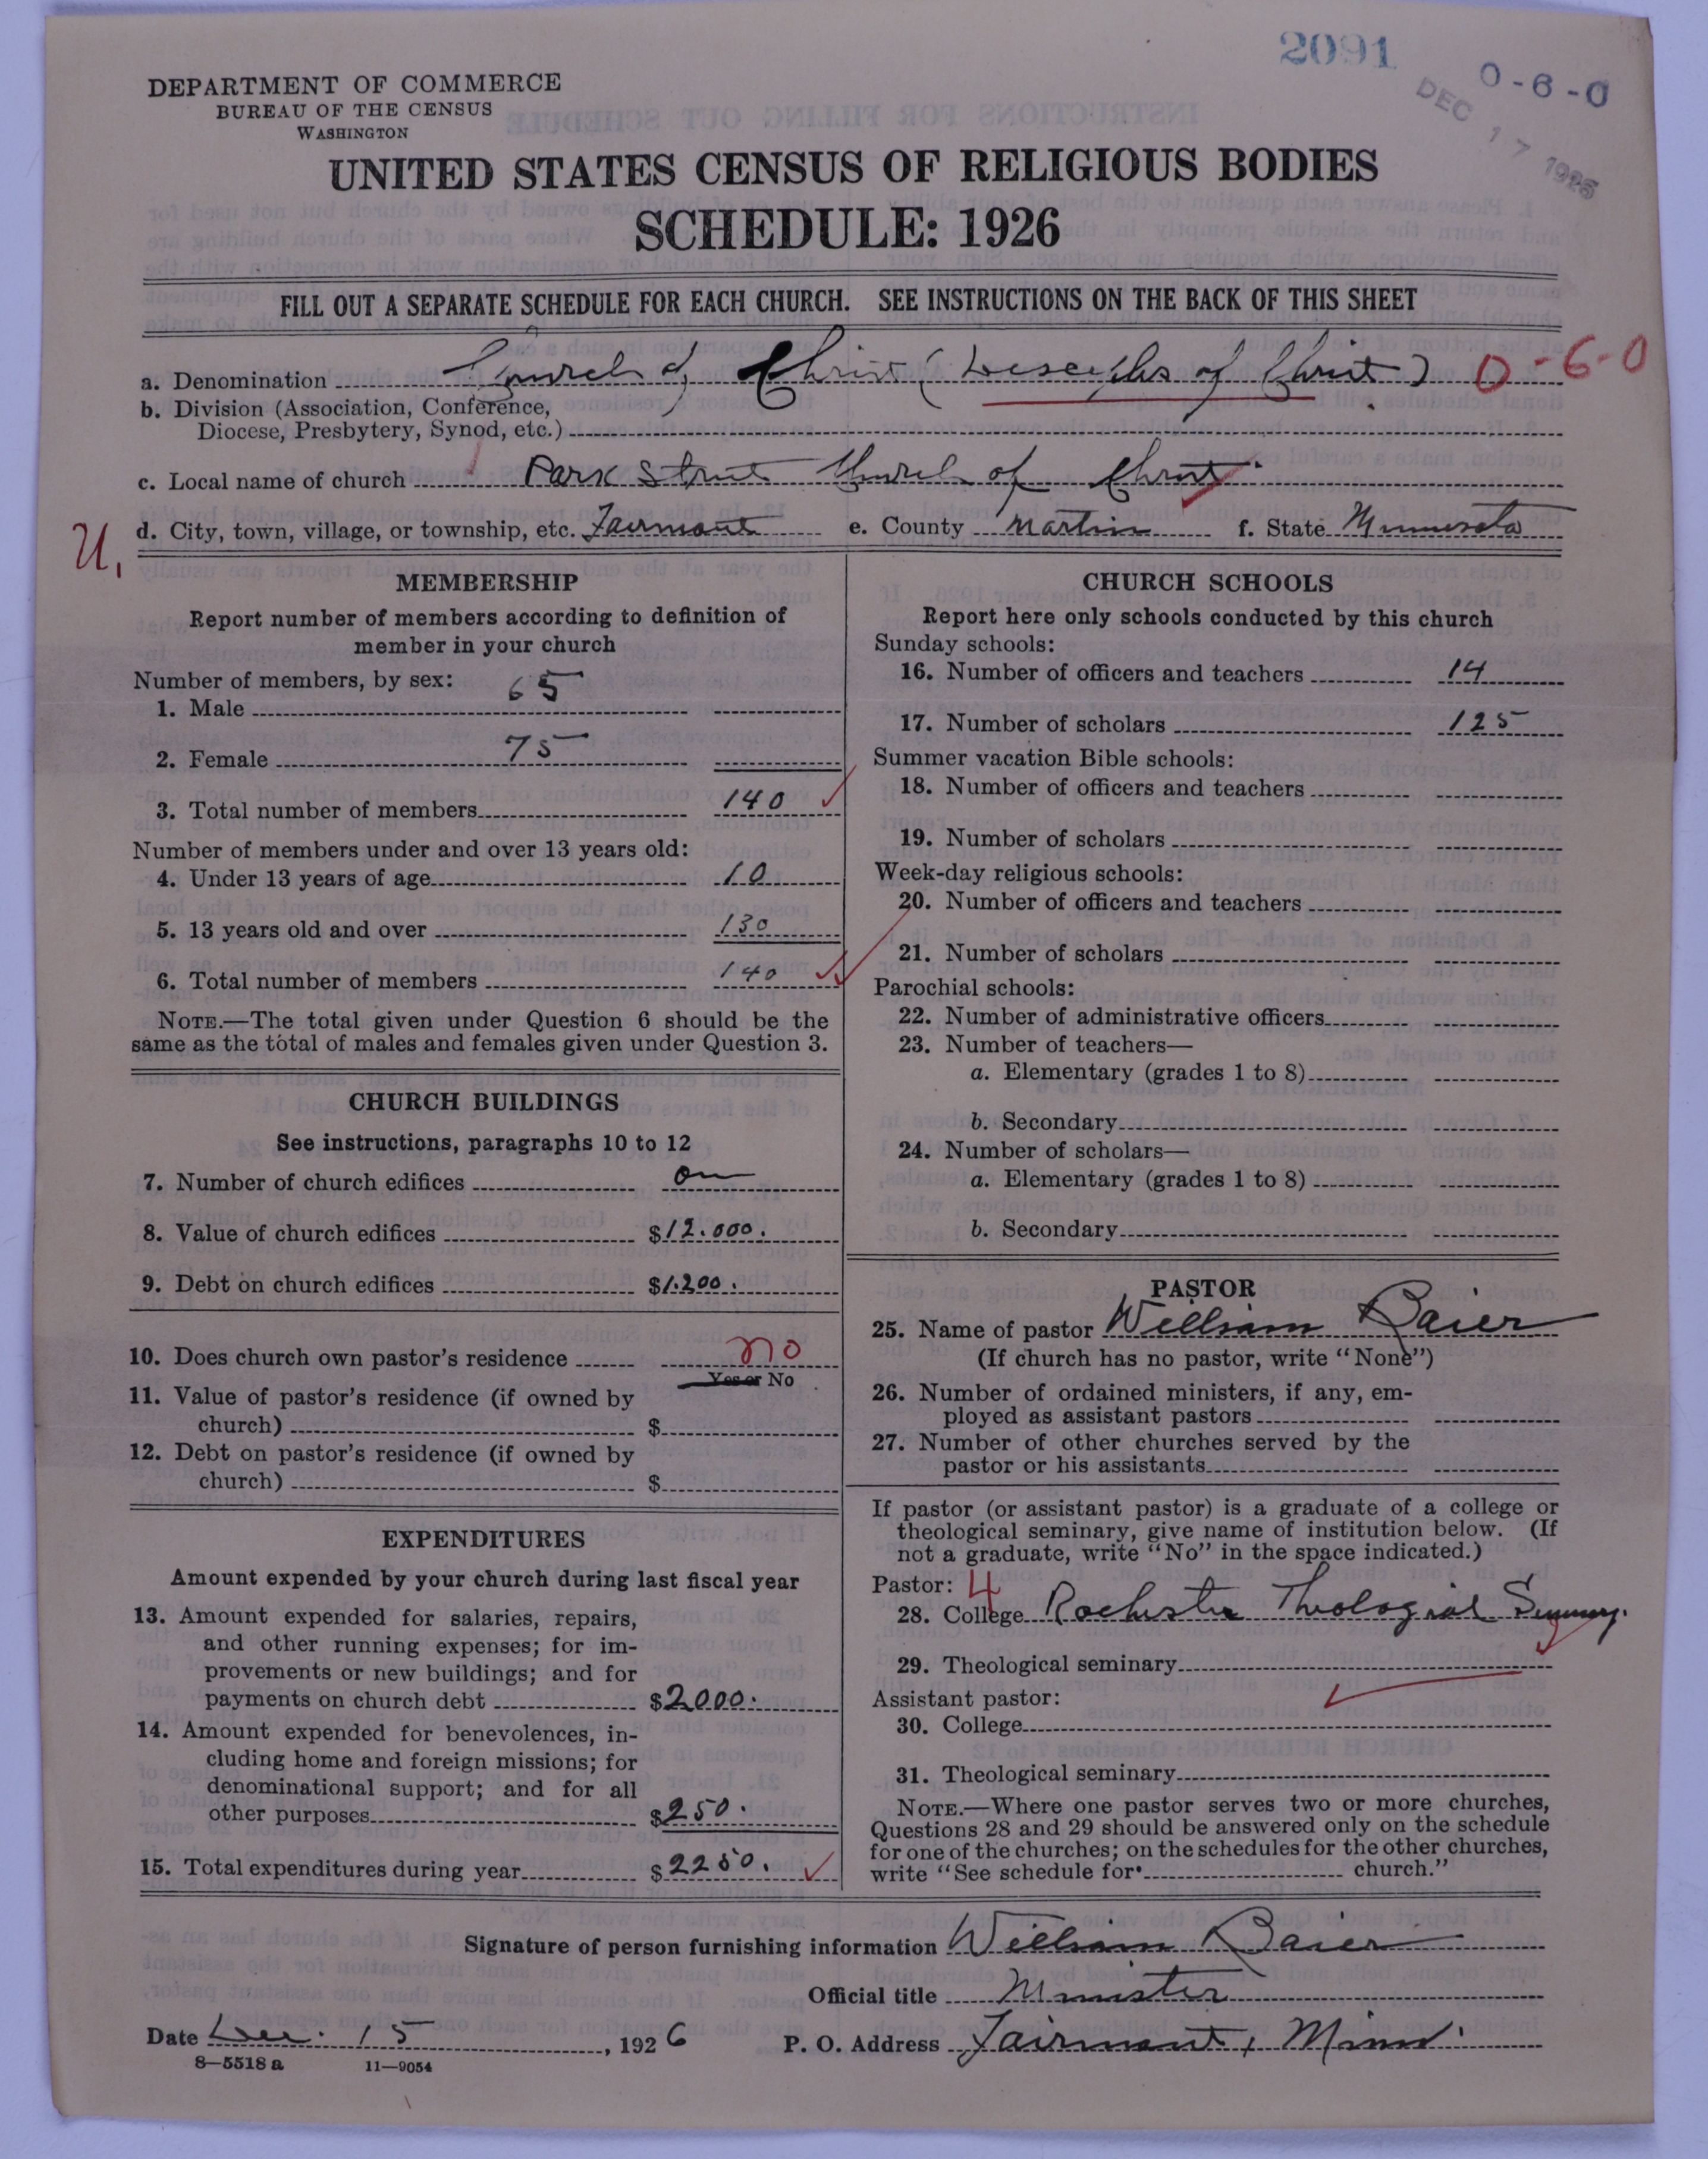 2091
0-6-0
DEC 17 1926
DEPARTMENT OF COMMERCE
BUREAU OF THE CENSUS
WASHINGTON
UNITED STATES CENSUS OF RELIGIOUS BODIES
SCHEDULE: 1926
FILL OUT A SEPARATE SCHEDULE FOR EACH CHURCH. SEE INSTRUCTIONS ON THE BACK OF THIS SHEET
a. Denomination Church of Christ (Desciples of Christ) 0-6-0
b. Division (Association, Conference,
Diocese, Presbytery, Synod, etc.)
c. Local name of church Park Street Church of Christ
U. d. City, town, village, or township, etc. Fairmont e. County Martin f. State Minnesota
MEMBERSHIP
Report number of members according to definition of
member in your church
Number of members, by sex:
1. Male 65
2. Female 75
3. Total number of members 140
Number of members under and over 13 years old:
4. Under 13 years of age 10
5. 13 years old and over 130
6. Total number of members 140
NOTE.—The total given under Question 6 should be the
same as the total of males and females given under Question 3.
CHURCH BUILDINGS
See instructions, paragraphs 10 to 12
7. Number of church edifices one
8. Value of church edifices $12.000.
9. Debt on church edifices $1.200.
10. Does church own pastor's residence no
Yes or No
11. Value of pastor's residence (if owned by
church) $
12. Debt on pastor's residence (if owned by
church) $
EXPENDITURES
Amount expended by your church during last fiscal year
13. Amount expended for salaries, repairs,
and other running expenses; for im-
provements or new buildings; and for
payments on church debt $2000.
14. Amount expended for benevolences, in-
cluding home and foreign missions; for
denominational support; and for all
other purposes $250.
15. Total expenditures during year $2250.
CHURCH SCHOOLS
Report here only schools conducted by this church
Sunday schools:
16. Number of officers and teachers 14
17. Number of scholars 125
Summer vacation Bible schools:
18. Number of officers and teachers
19. Number of scholars
Week-day religious schools:
20. Number of officers and teachers
21. Number of scholars
Parochial schools:
22. Number of administrative officers
23. Number of teachers—
a. Elementary (grades 1 to 8)
b. Secondary
24. Number of scholars—
a. Elementary (grades 1 to 8)
b. Secondary
PASTOR
25. Name of pastor William Baier
(If church has no pastor, write "None")
26. Number of ordained ministers, if any, em-
ployed as assistant pastors
27. Number of other churches served by the
pastor or his assistants
If pastor (or assistant pastor) is a graduate of a college or
theological seminary, give name of institution below. (If
not a graduate, write "No" in the space indicated.)
Pastor: 4
28. College Rochester Theological Seminary.
29. Theological seminary
Assistant pastor:
30. College
31. Theological seminary
NOTE.—Where one pastor serves two or more churches,
Questions 28 and 29 should be answered only on the schedule
for one of the churches; on the schedules for the other churches,
write "See schedule for church."
Signature of person furnishing information William Baier
Official title Minister
Date Dec. 15, 1926 P. O. Address Fairmont, Minn.
8—5518 a 11—9054